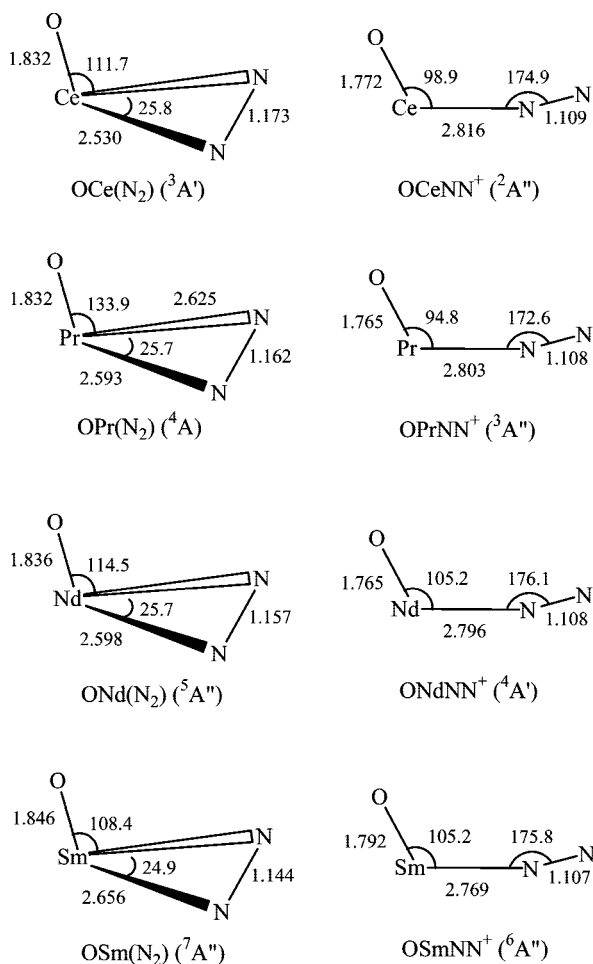 O
1.832
111.7
Ce
25.8
N
1.173
2.530
N
OCe(N₂) (³A')
O
1.772
98.9
174.9
N
Ce
N
1.109
2.816
OCeNN⁺ (²A")
O
1.832
133.9
2.625
N
Pr
25.7
1.162
2.593
N
OPr(N₂) (⁴A)
O
1.765
94.8
172.6
N
Pr
N
1.108
2.803
OPrNN⁺ (³A")
O
1.836
114.5
N
Nd
25.7
1.157
2.598
N
ONd(N₂) (⁵A")
O
1.765
105.2
176.1
N
Nd
N
1.108
2.796
ONdNN⁺ (⁴A')
O
1.846
108.4
N
Sm
24.9
1.144
2.656
N
OSm(N₂) (⁷A")
O
1.792
105.2
175.8
N
Sm
N
1.107
2.769
OSmNN⁺ (⁶A")